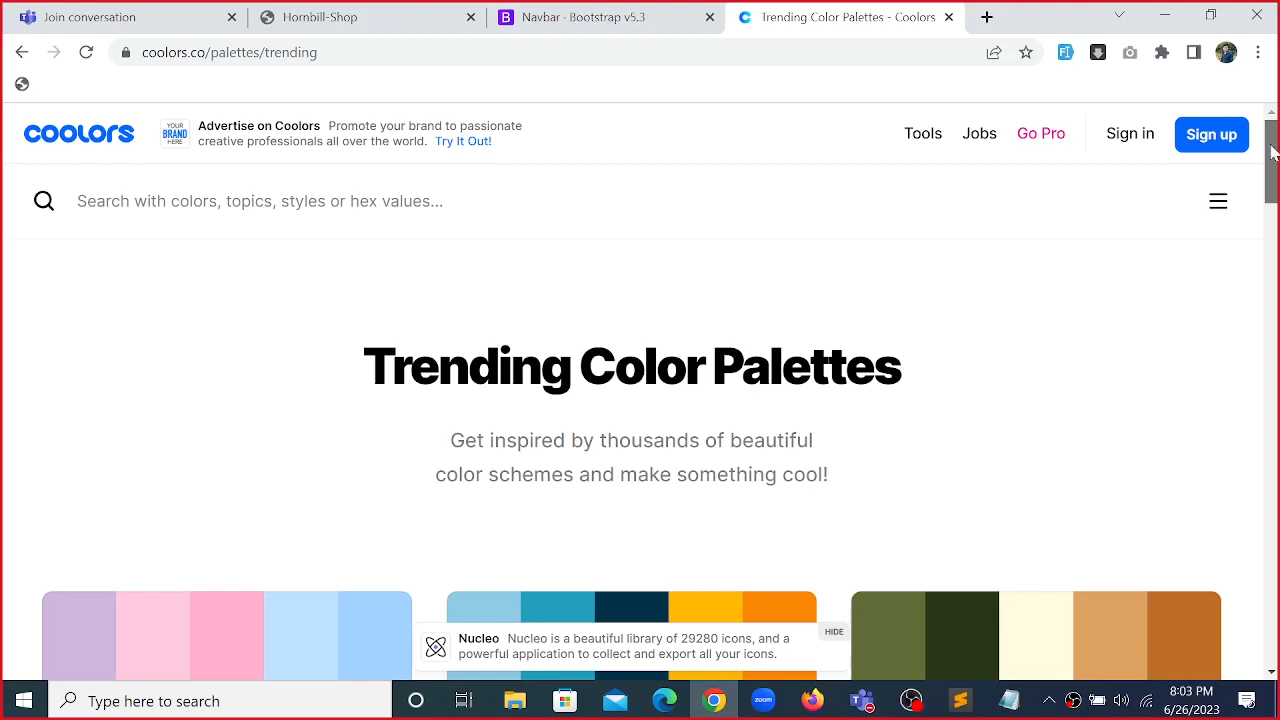 Join conversation
Hornbill-Shop
Navbar · Bootstrap v5.3
Trending Color Palettes - Coolors
coolors.co/palettes/trending
coolors
YOUR
BRAND
HERE
Advertise on Coolors Promote your brand to passionate
creative professionals all over the world. Try It Out!
Tools
Jobs
Go Pro
Sign in
Sign up
Search with colors, topics, styles or hex values...
Trending Color Palettes
Get inspired by thousands of beautiful
color schemes and make something cool!
HIDE
Nucleo Nucleo is a beautiful library of 29280 icons, and a
powerful application to collect and export all your icons.
Type here to search
zoom
8:03 PM
6/26/2023